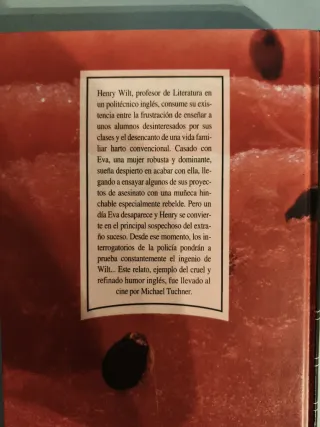 Henry Wilt, profesor de Literatura en
un politécnico inglés, consume su exis-
tencia entre la frustración de enseñar a
unos alumnos desinteresados por sus
clases y el desencanto de una vida fami-
liar harto convencional. Casado con
Eva, una mujer robusta y dominante,
sueña despierto en acabar con ella, lle-
gando a ensayar algunos de sus proyec-
tos de asesinato con una muñeca hin-
chable especialmente rebelde. Pero un
día Eva desaparece y Henry se convier-
te en el principal sospechoso del extra-
ño suceso. Desde ese momento, los in-
terrogatorios de la policía pondrán a
prueba constantemente el ingenio de
Wilt... Este relato, ejemplo del cruel y
refinado humor inglés, fue llevado al
cine por Michael Tuchner.